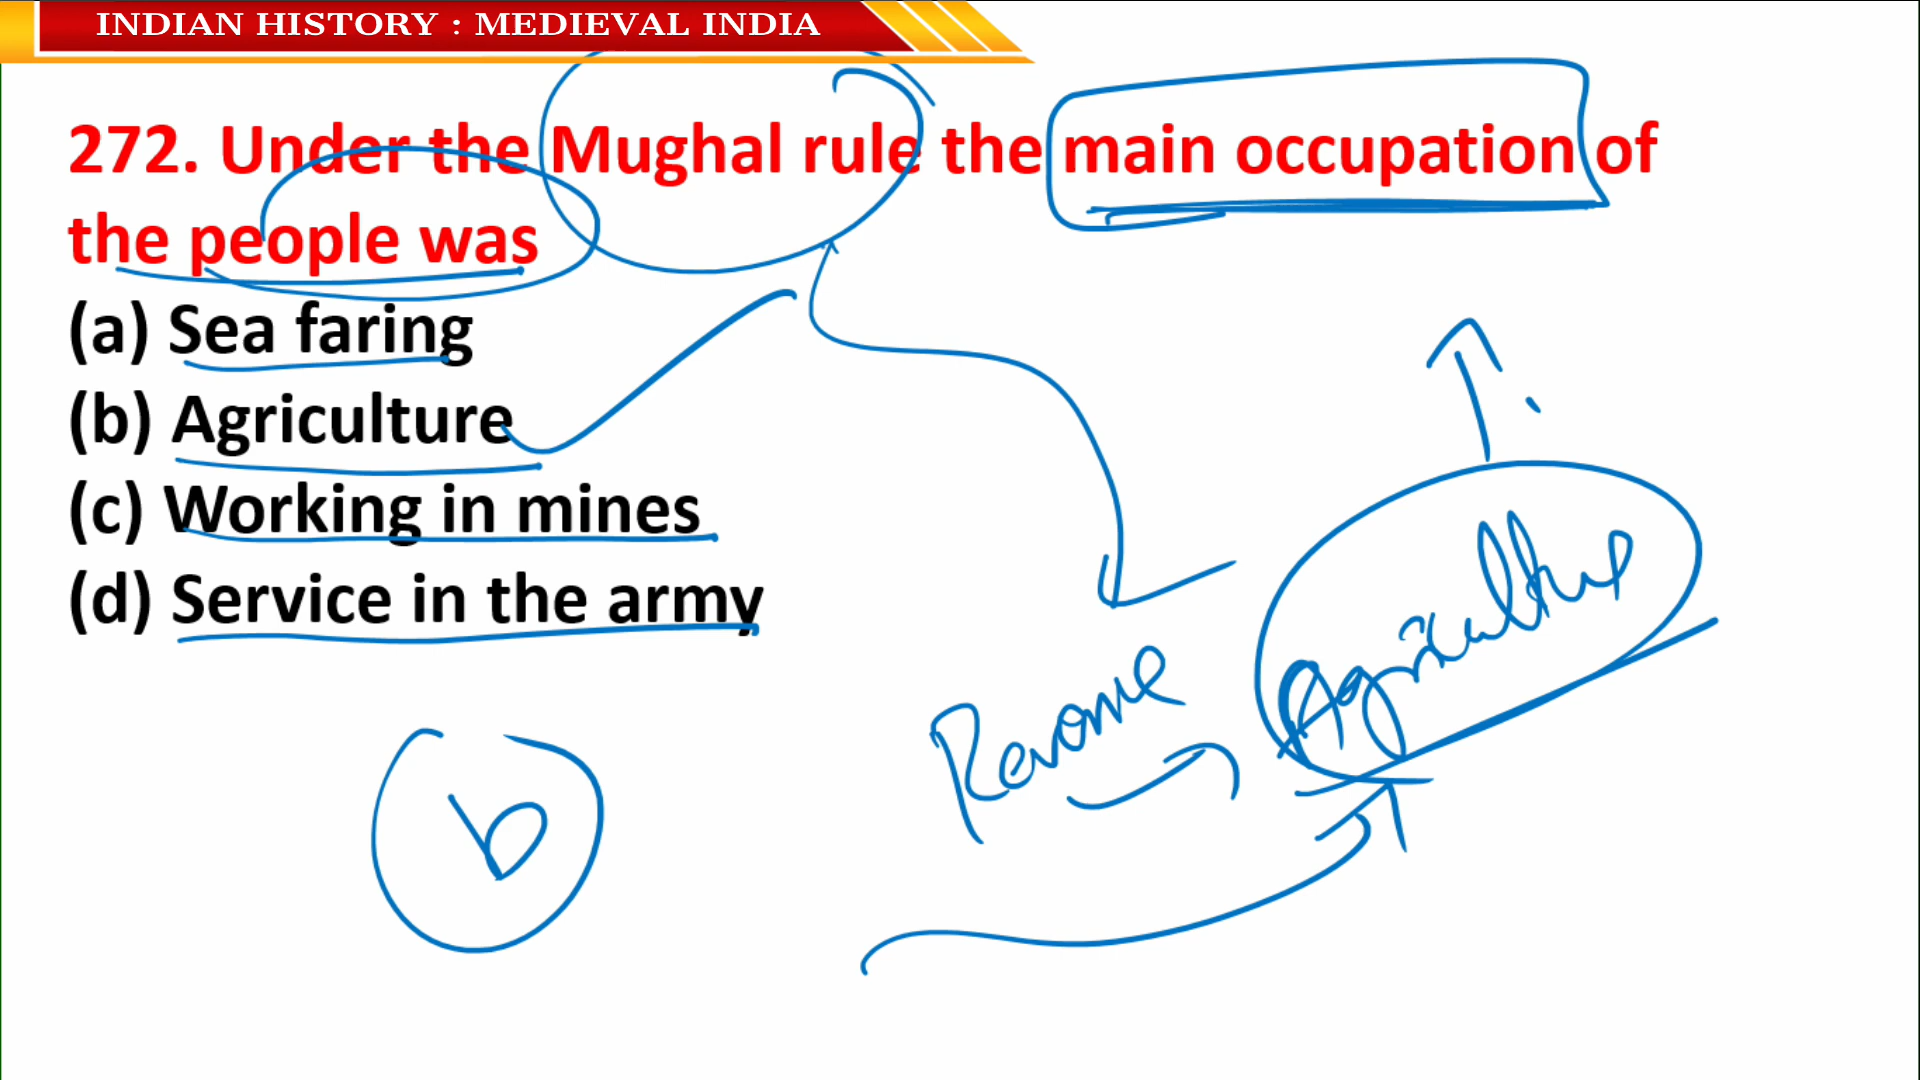 INDIAN HISTORY : MEDIEVAL INDIA
272. Under the Mughal rule the main occupation of
the people was
(a) Sea faring
(b) Agriculture
(c) Working in mines
(d) Service in the army
Agriculture
b